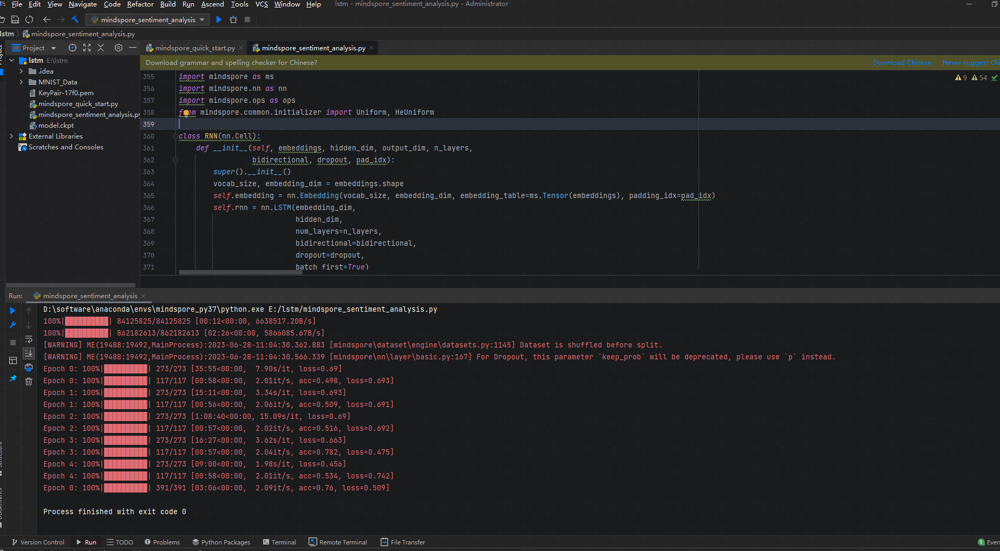 File Edit View Navigate Code Refactor Build Run Ascend Tools VCS Window Help lstm - mindspore_sentiment_analysis.py - Administrator
mindspore_sentiment_analysis
lstm mindspore_sentiment_analysis.py
Project mindspore_quick_start.py mindspore_sentiment_analysis.py
lstm E:\lstm
.idea
MNIST_Data
KeyPair-17f0.pem
mindspore_quick_start.py
mindspore_sentiment_analysis.py
model.ckpt
External Libraries
Scratches and Consoles
Download grammar and spelling checker for Chinese? Download Chinese Never suggest Chi
9 54
355 import mindspore as ms
356 import mindspore.nn as nn
357 import mindspore.ops as ops
358 from mindspore.common.initializer import Uniform, HeUniform
359
360 class RNN(nn.Cell):
361 def __init__(self, embeddings, hidden_dim, output_dim, n_layers,
362 bidirectional, dropout, pad_idx):
363 super().__init__()
364 vocab_size, embedding_dim = embeddings.shape
365 self.embedding = nn.Embedding(vocab_size, embedding_dim, embedding_table=ms.Tensor(embeddings), padding_idx=pad_idx)
366 self.rnn = nn.LSTM(embedding_dim,
367 hidden_dim,
368 num_layers=n_layers,
369 bidirectional=bidirectional,
370 dropout=dropout,
371 batch_first=True)
Run: mindspore_sentiment_analysis
D:\software\anaconda\envs\mindspore_py37\python.exe E:/lstm/mindspore_sentiment_analysis.py
100%|██████████| 84125825/84125825 [00:12<00:00, 6638517.20B/s]
100%|██████████| 862182613/862182613 [02:26<00:00, 5866085.67B/s]
[WARNING] ME(19488:19492,MainProcess):2023-06-28-11:04:30.362.883 [mindspore\dataset\engine\datasets.py:1145] Dataset is shuffled before split.
[WARNING] ME(19488:19492,MainProcess):2023-06-28-11:04:30.566.339 [mindspore\nn\layer\basic.py:167] For Dropout, this parameter `keep_prob` will be deprecated, please use `p` instead.
Epoch 0: 100%|██████████| 273/273 [35:55<00:00, 7.90s/it, loss=0.69]
Epoch 0: 100%|██████████| 117/117 [00:58<00:00, 2.01it/s, acc=0.498, loss=0.693]
Epoch 1: 100%|██████████| 273/273 [15:11<00:00, 3.34s/it, loss=0.693]
Epoch 1: 100%|██████████| 117/117 [00:56<00:00, 2.06it/s, acc=0.509, loss=0.691]
Epoch 2: 100%|██████████| 273/273 [1:08:40<00:00, 15.09s/it, loss=0.69]
Epoch 2: 100%|██████████| 117/117 [00:57<00:00, 2.02it/s, acc=0.516, loss=0.692]
Epoch 3: 100%|██████████| 273/273 [16:27<00:00, 3.62s/it, loss=0.663]
Epoch 3: 100%|██████████| 117/117 [00:57<00:00, 2.04it/s, acc=0.782, loss=0.475]
Epoch 4: 100%|██████████| 273/273 [09:00<00:00, 1.98s/it, loss=0.456]
Epoch 4: 100%|██████████| 117/117 [00:58<00:00, 2.01it/s, acc=0.534, loss=0.742]
Epoch 0: 100%|██████████| 391/391 [03:06<00:00, 2.09it/s, acc=0.76, loss=0.509]
Process finished with exit code 0
Version Control Run TODO Problems Python Packages Terminal Remote Terminal File Transfer 1 Even